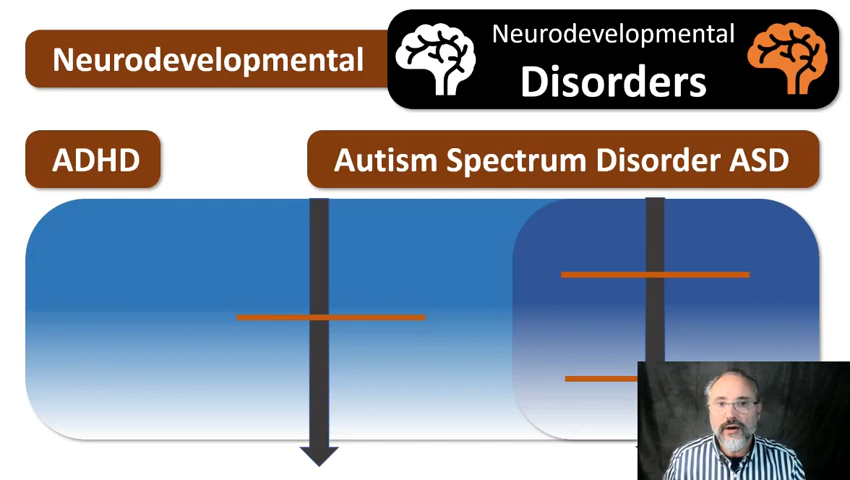 Neurodevelopmental
Neurodevelopmental
Disorders
ADHD
Autism Spectrum Disorder ASD